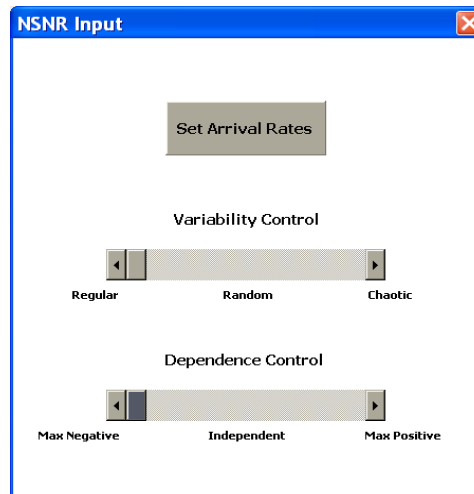 NSNR Input
Set Arrival Rates
Variability Control
Regular Random Chaotic
Dependence Control
Max Negative Independent Max Positive